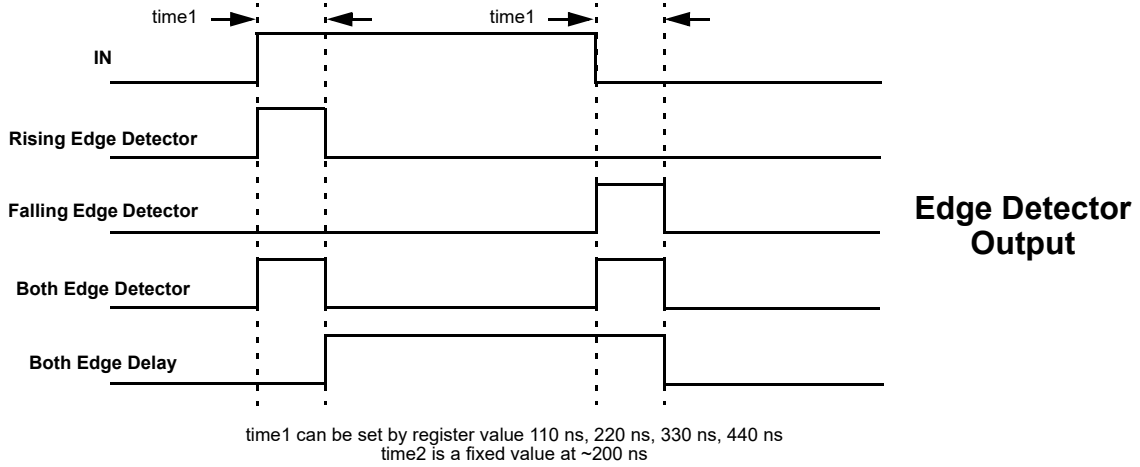 time1
time1
IN
Rising Edge Detector
Falling Edge Detector
Edge Detector
Output
Both Edge Detector
Both Edge Delay
time1 can be set by register value 110 ns, 220 ns, 330 ns, 440 ns
time2 is a fixed value at ~200 ns